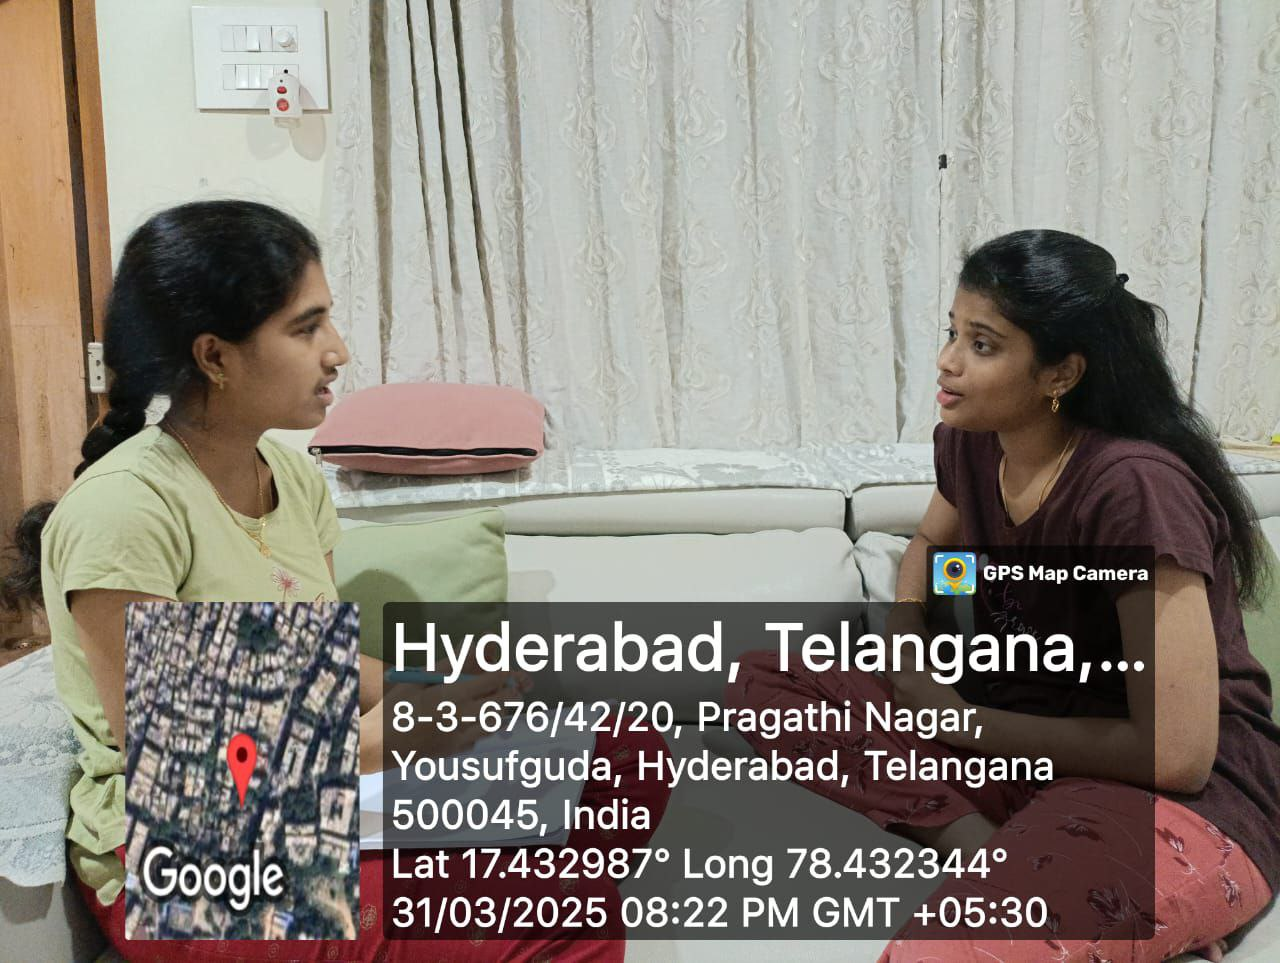 GPS Map Camera
Hyderabad, Telangana,...
8-3-676/42/20, Pragathi Nagar,
Yousufguda, Hyderabad, Telangana
500045, India
Lat 17.432987° Long 78.432344°
31/03/2025 08:22 PM GMT +05:30
Google